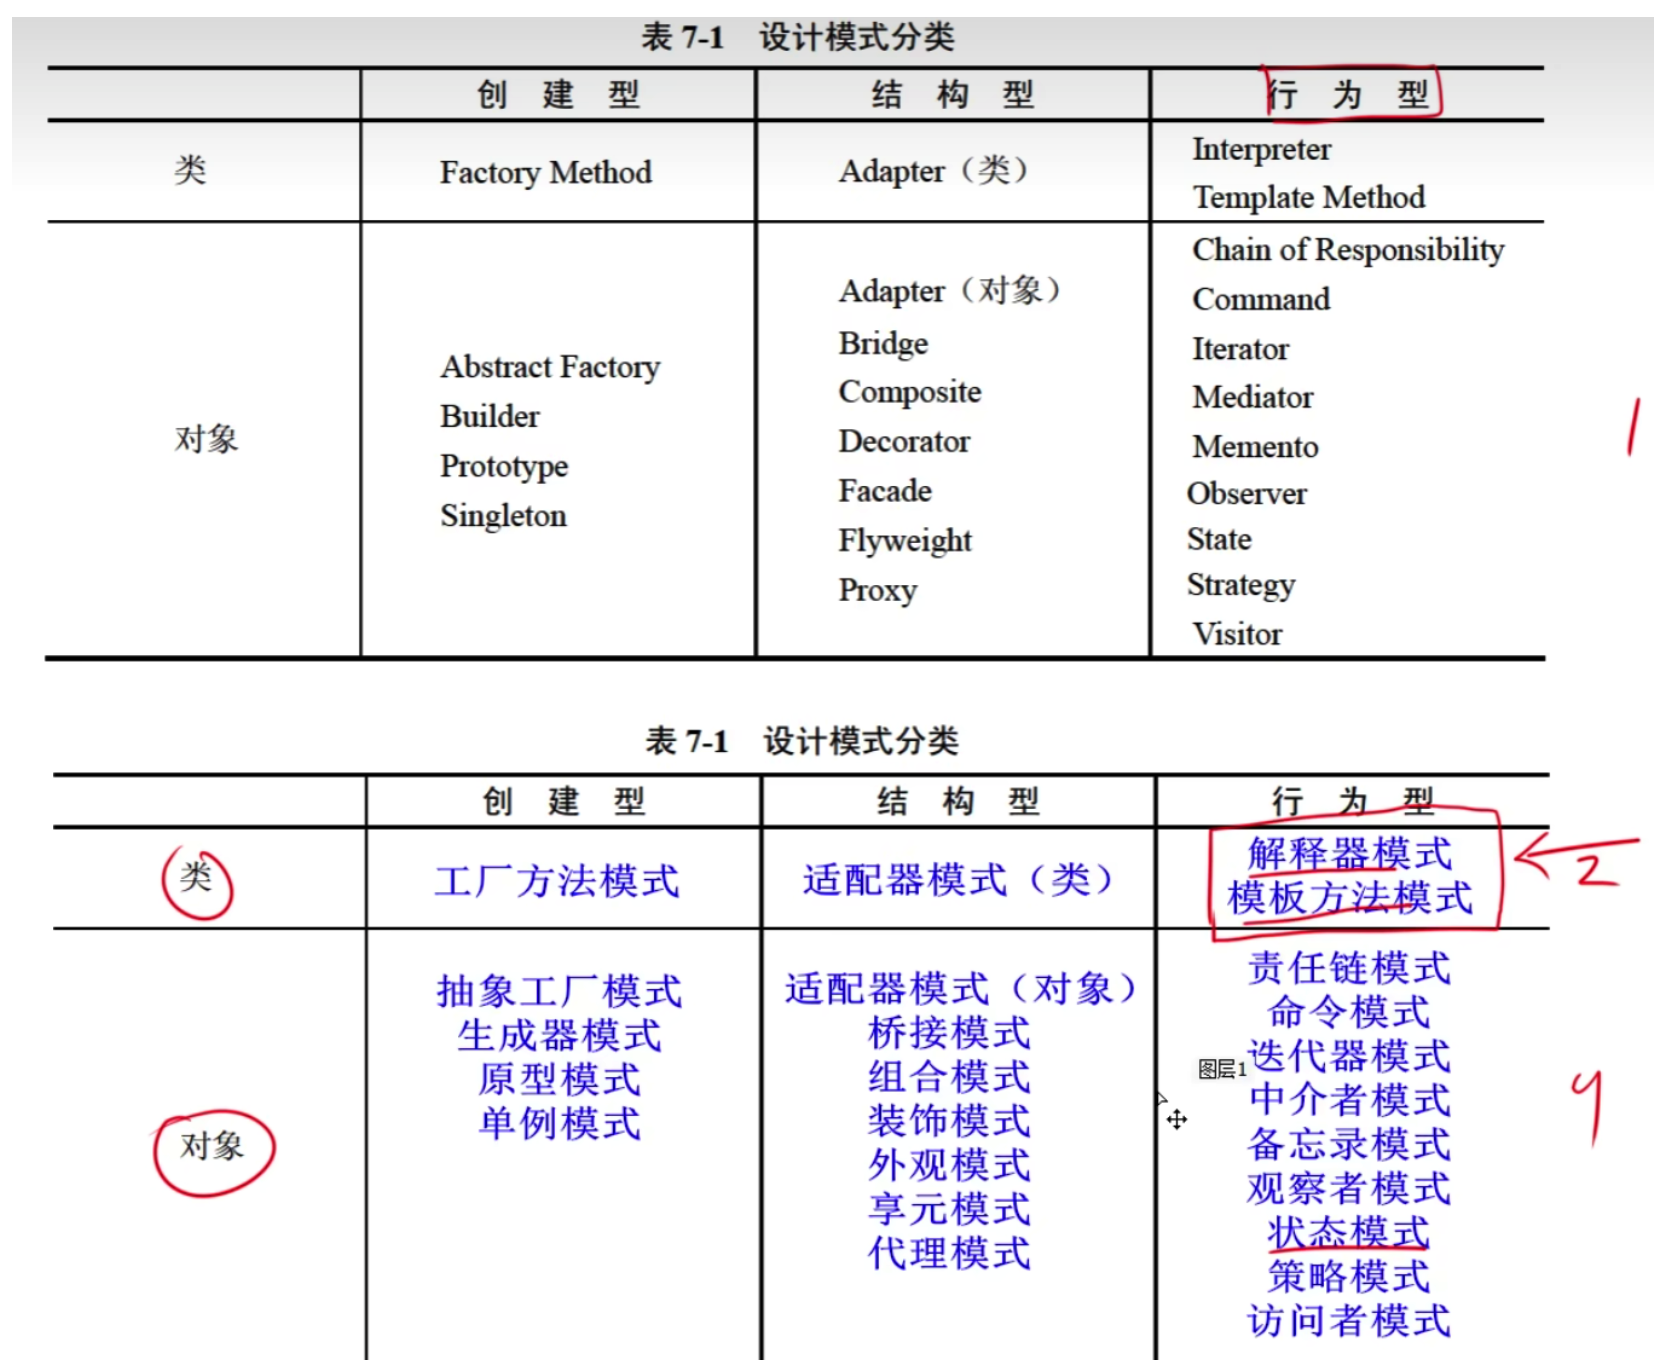 表 7-1 设计模式分类
创 建 型 结 构 型 行 为 型
类 Factory Method Adapter（类） Interpreter
Template Method
对象
Abstract Factory
Builder
Prototype
Singleton
Adapter（对象）
Bridge
Composite
Decorator
Facade
Flyweight
Proxy
Chain of Responsibility
Command
Iterator
Mediator
Memento
Observer
State
Strategy
Visitor
表 7-1 设计模式分类
创 建 型 结 构 型 行 为 型
类 工厂方法模式 适配器模式（类） 解释器模式
模板方法模式
2
对象
抽象工厂模式
生成器模式
原型模式
单例模式
适配器模式（对象）
桥接模式
组合模式
装饰模式
外观模式
享元模式
代理模式
责任链模式
命令模式
迭代器模式
中介者模式
备忘录模式
观察者模式
状态模式
策略模式
访问者模式
图层1